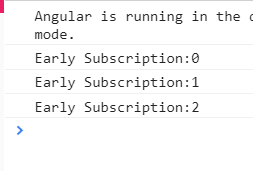 Angular is running in the
mode.
Early Subscription:0
Early Subscription:1
Early Subscription:2
>